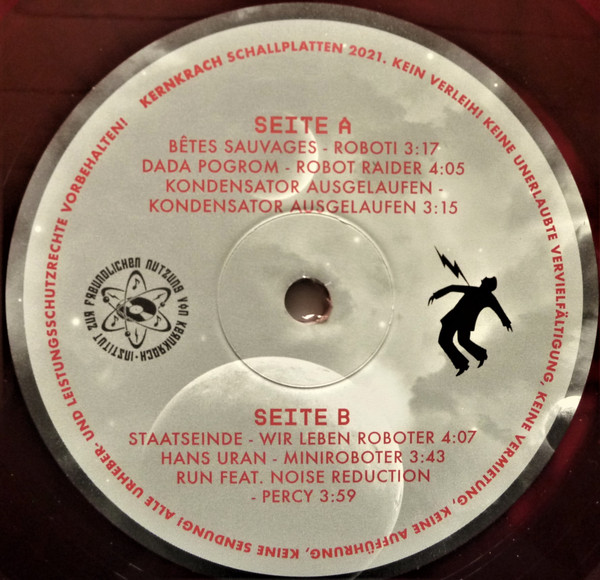 KERNKRACH SCHALLPLATTEN 2021. KEIN VERLEIH! KEINE UNERLAUBTE VERVIELFÄLTIGUNG, KEINE VERMIETUNG, KEINE AUFFÜHRUNG, KEINE SENDUNG! ALLE URHEBER- UND LEISTUNGSSCHUTZRECHTE VORBEHALTEN!
SEITE A
BÊTES SAUVAGES - ROBOTI 3:17
DADA POGROM - ROBOT RAIDER 4:05
KONDENSATOR AUSGELAUFEN -
KONDENSATOR AUSGELAUFEN 3:15
INSTITUT ZUR FREUNDLICHEN NUTZUNG VON KERNKRACH
SEITE B
STAATSEINDE - WIR LEBEN ROBOTER 4:07
HANS URAN - MINIROBOTER 3:43
RUN FEAT. NOISE REDUCTION
- PERCY 3:59